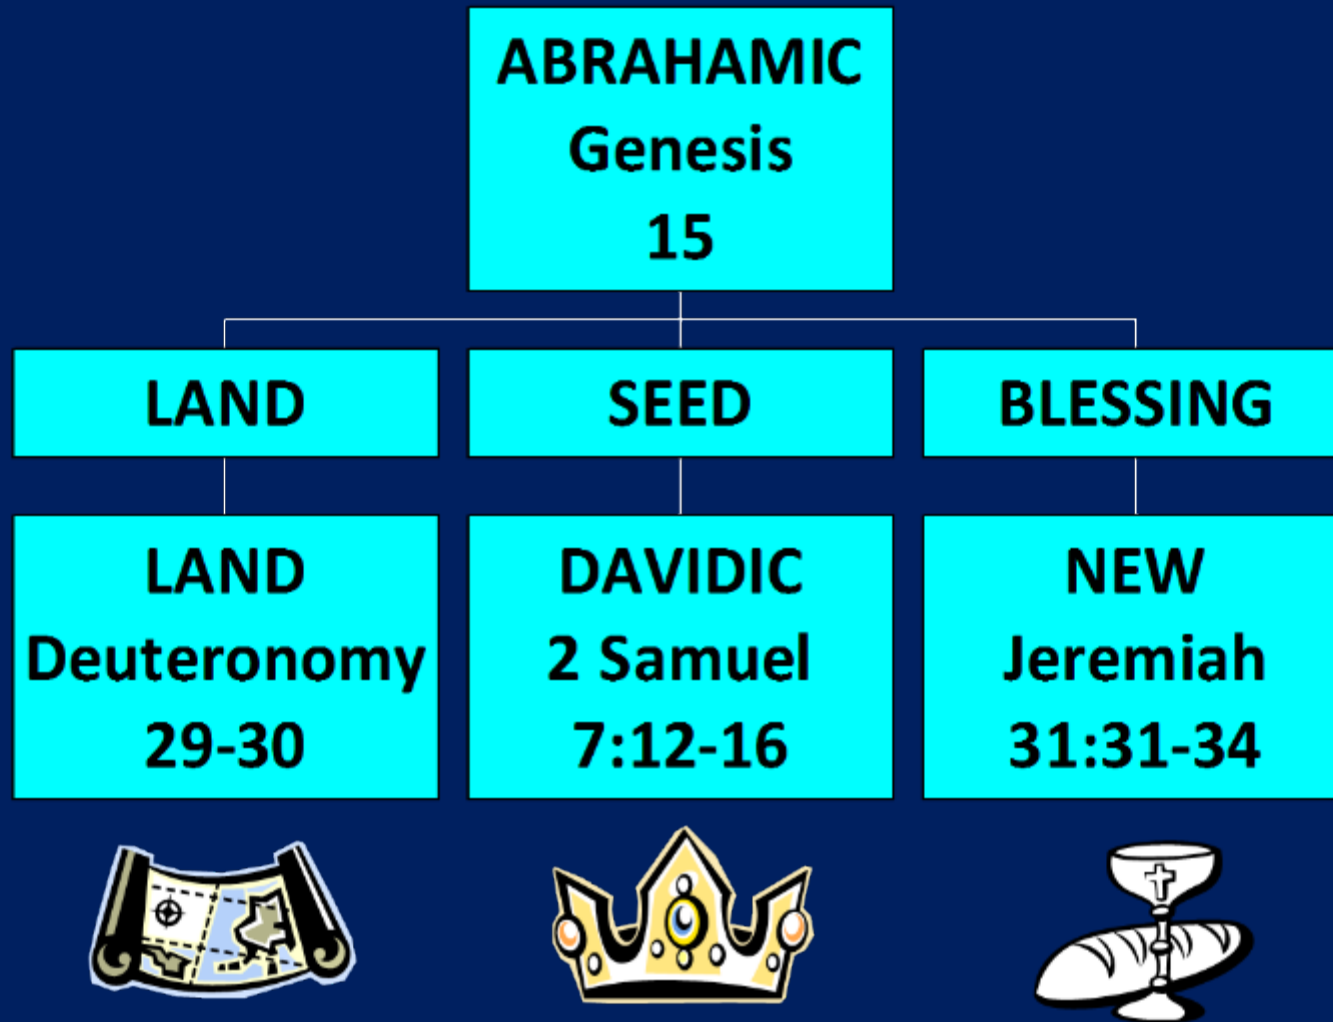 ABRAHAMIC
Genesis
15
LAND
SEED
BLESSING
LAND
Deuteronomy
29-30
DAVIDIC
2 Samuel
7:12-16
NEW
Jeremiah
31:31-34